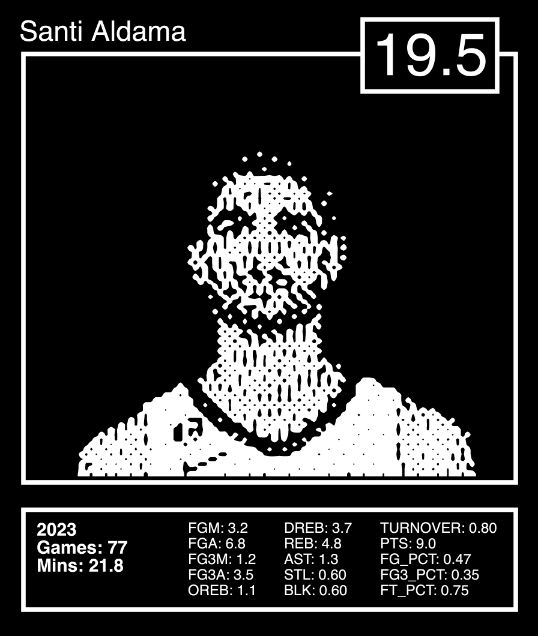 Santi Aldama
19.5
2023
Games: 77
Mins: 21.8
FGM: 3.2
FGA: 6.8
FG3M: 1.2
FG3A: 3.5
OREB: 1.1
DREB: 3.7
REB: 4.8
AST: 1.3
STL: 0.60
BLK: 0.60
TURNOVER: 0.80
PTS: 9.0
FG_PCT: 0.47
FG3_PCT: 0.35
FT_PCT: 0.75